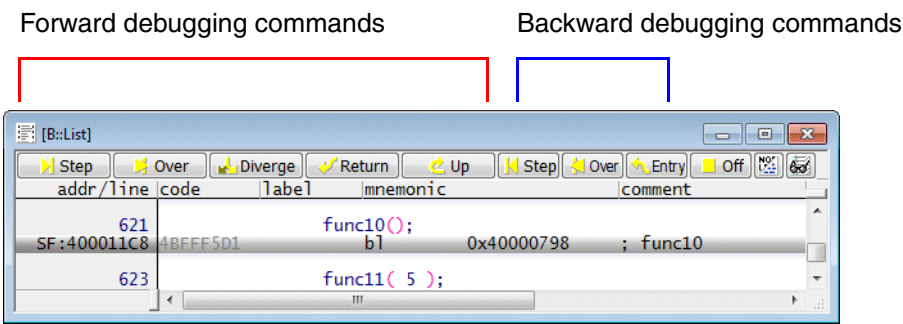 Forward debugging commands Backward debugging commands
[B::List]
Step Over Diverge Return Up Step Over Entry Off
addr/line code label mnemonic comment
621 func10();
SF:400011C8 4BFFF5D1 bl 0x40000798 ; func10
623 func11( 5 );